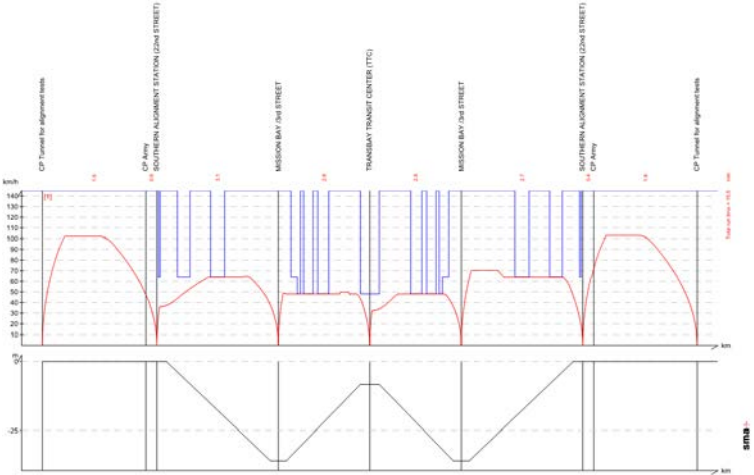 CP Tunnel for alignment tests
CP Army
SOUTHERN ALIGNMENT STATION (22nd STREET)
MISSION BAY /3rd STREET
TRANSBAY TRANSIT CENTER (TTC)
MISSION BAY /3rd STREET
SOUTHERN ALIGNMENT STATION (22nd STREET)
CP Army
CP Tunnel for alignment tests
km/h
140
130
120
110
100
90
80
70
60
50
40
30
20
10
[1]
km
m
0
-25
km
sma+